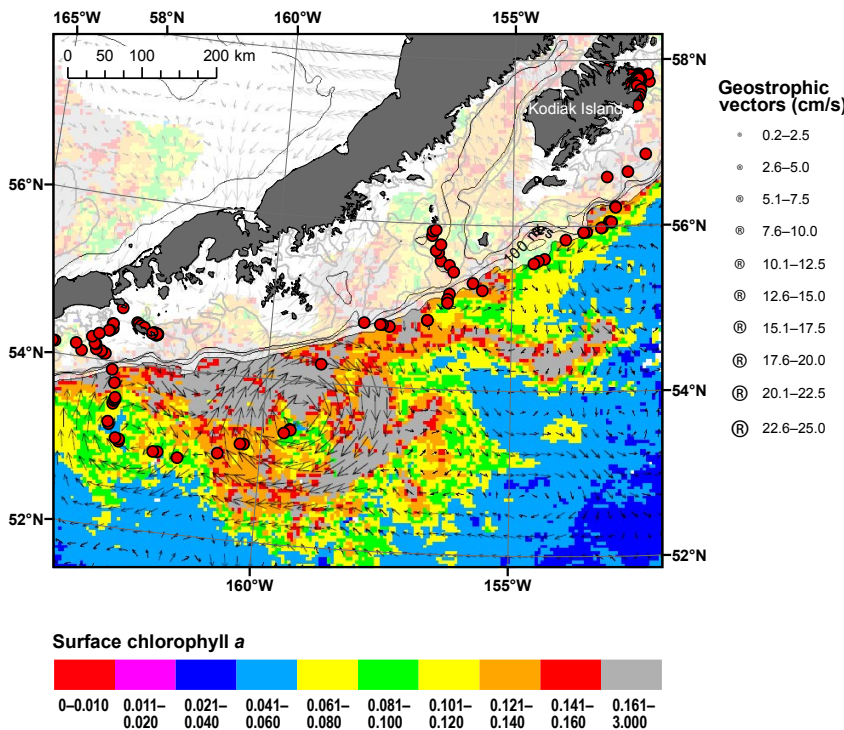 165°W 58°N 160°W 155°W
0 50 100 200 km
58°N
Kodiak Island
Geostrophic
vectors (cm/s)
0.2–2.5
2.6–5.0
5.1–7.5
7.6–10.0
10.1–12.5
12.6–15.0
15.1–17.5
17.6–20.0
20.1–22.5
22.6–25.0
56°N
56°N
100 m
54°N
54°N
52°N
52°N
160°W 155°W
Surface chlorophyll a
0–0.010 0.011– 0.021– 0.041– 0.061– 0.081– 0.101– 0.121– 0.141– 0.161–
0.020 0.040 0.060 0.080 0.100 0.120 0.140 0.160 3.000